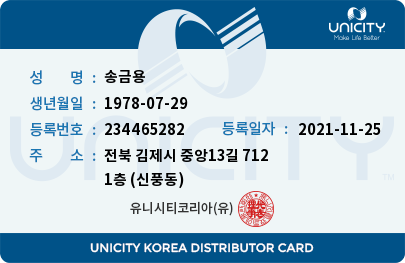 UNICITY
Make Life Better
성 명 : 송금용
생년월일 : 1978-07-29
등록번호 : 234465282 등록일자 : 2021-11-25
주 소 : 전북 김제시 중앙13길 712
1층 (신풍동)
UNICITY
TM
유니시티코리아(유)
UNICITY KOREA DISTRIBUTOR CARD